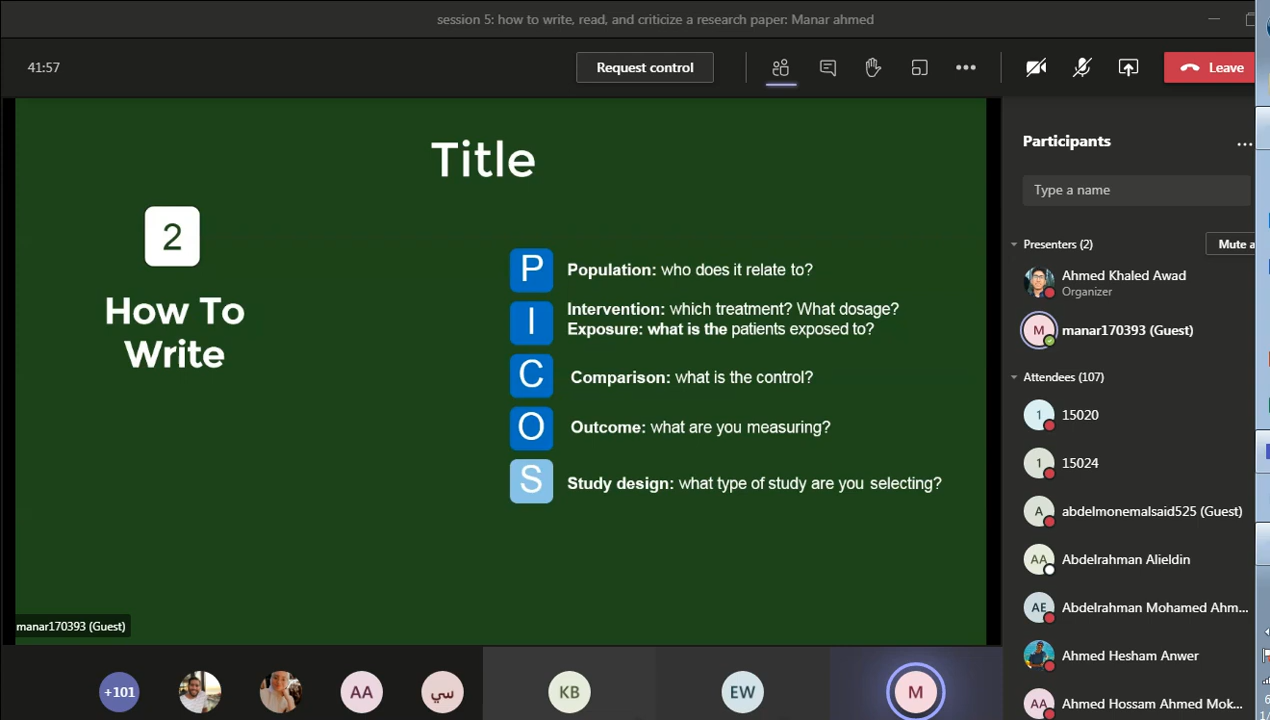 session 5: how to write, read, and criticize a research paper: Manar ahmed
41:57
Request control
Leave
Title
2
How To
Write
P
Population: who does it relate to?
I
Intervention: which treatment? What dosage?
Exposure: what is the patients exposed to?
C
Comparison: what is the control?
O
Outcome: what are you measuring?
S
Study design: what type of study are you selecting?
manar170393 (Guest)
+101
AA
سي
KB
EW
M
Participants
Type a name
Presenters (2)
Mute a
Ahmed Khaled Awad
Organizer
M
manar170393 (Guest)
Attendees (107)
1
15020
1
15024
A
abdelmonemalsaid525 (Guest)
AA
Abdelrahman Alieldin
AE
Abdelrahman Mohamed Ahm...
Ahmed Hesham Anwer
AA
Ahmed Hossam Ahmed Mok...